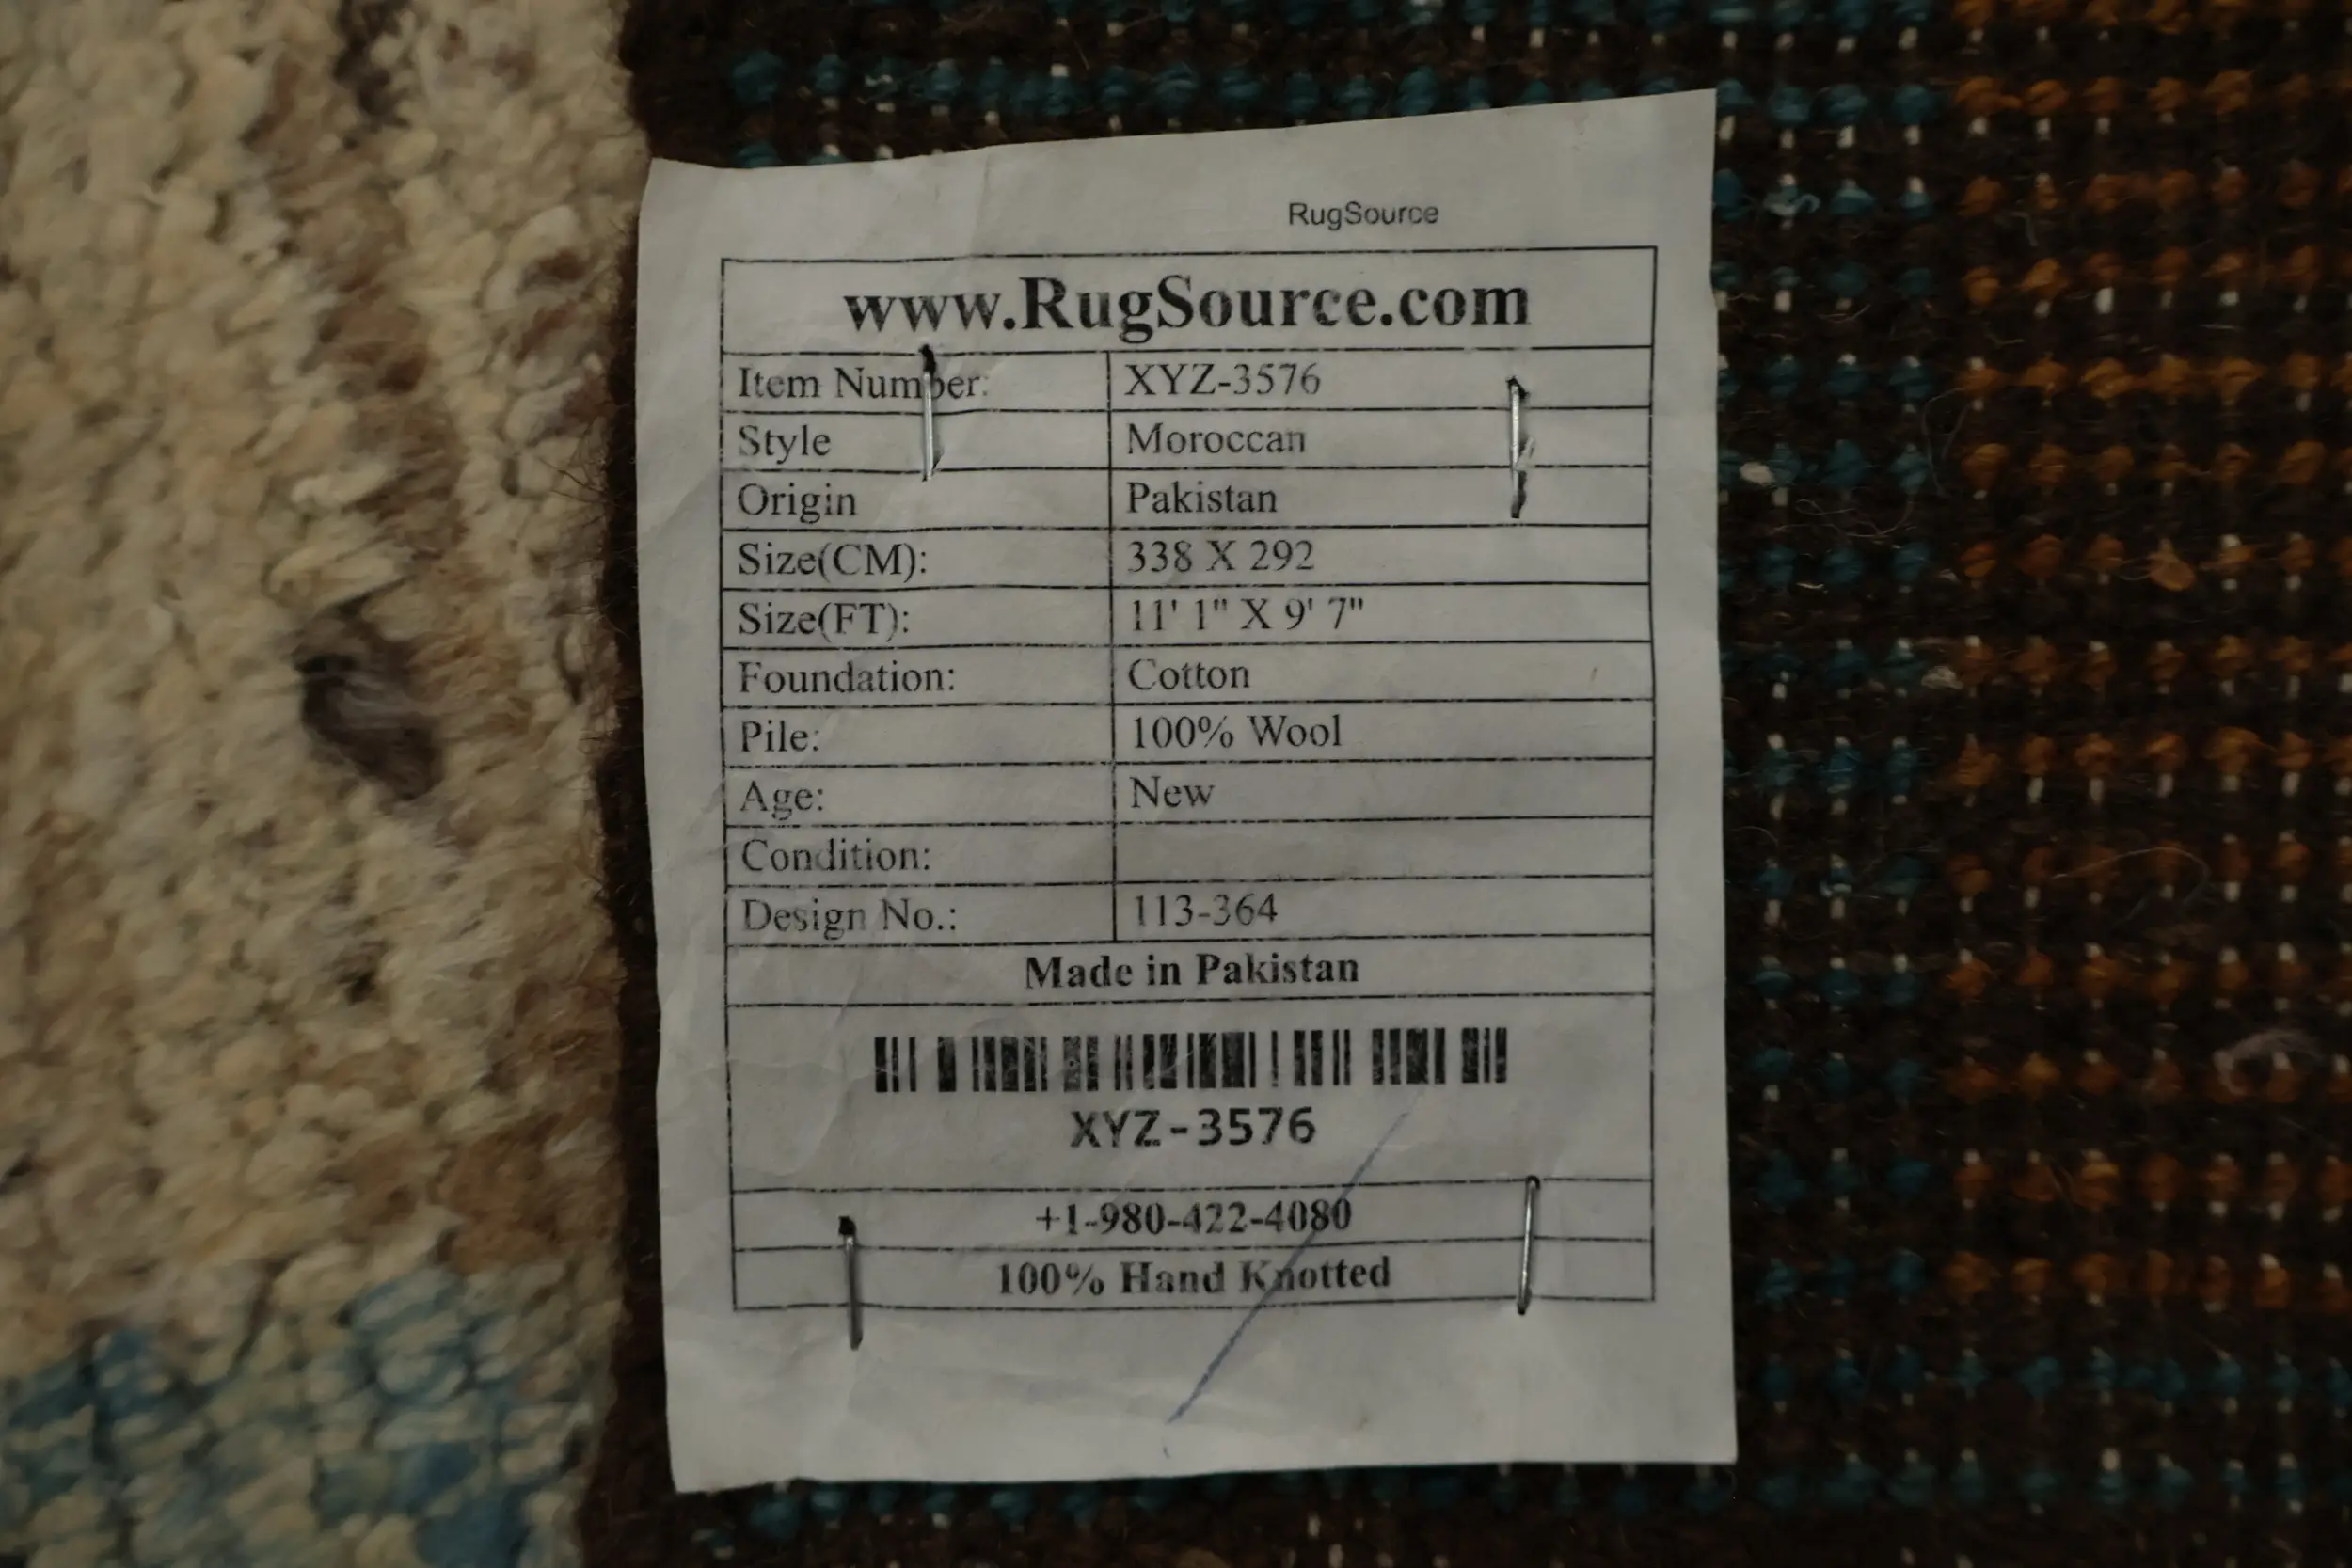 RugSource
www.RugSource.com
Item Number: XYZ-3576
Style Moroccan
Origin Pakistan
Size(CM): 338 X 292
Size(FT): 11' 1" X 9' 7"
Foundation: Cotton
Pile: 100% Wool
Age: New
Condition:
Design No.: 113-364
Made in Pakistan
XYZ-3576
+1-980-422-4080
100% Hand Knotted